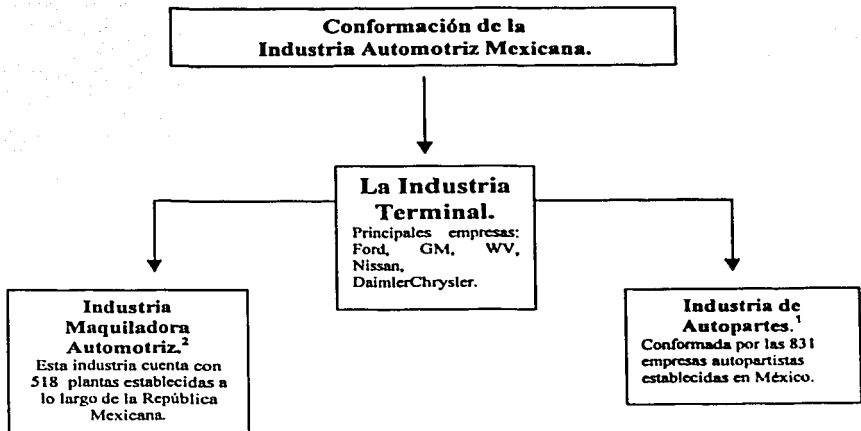 Conformación de la
Industria Automotriz Mexicana.
La Industria
Terminal.
Principales empresas:
Ford, GM, WV,
Nissan,
DaimlerChrysler.
Industria
Maquiladora
Automotriz.²
Esta industria cuenta con
518 plantas establecidas a
lo largo de la República
Mexicana.
Industria de
Autopartes.¹
Conformada por las 831
empresas autopartistas
establecidas en México.